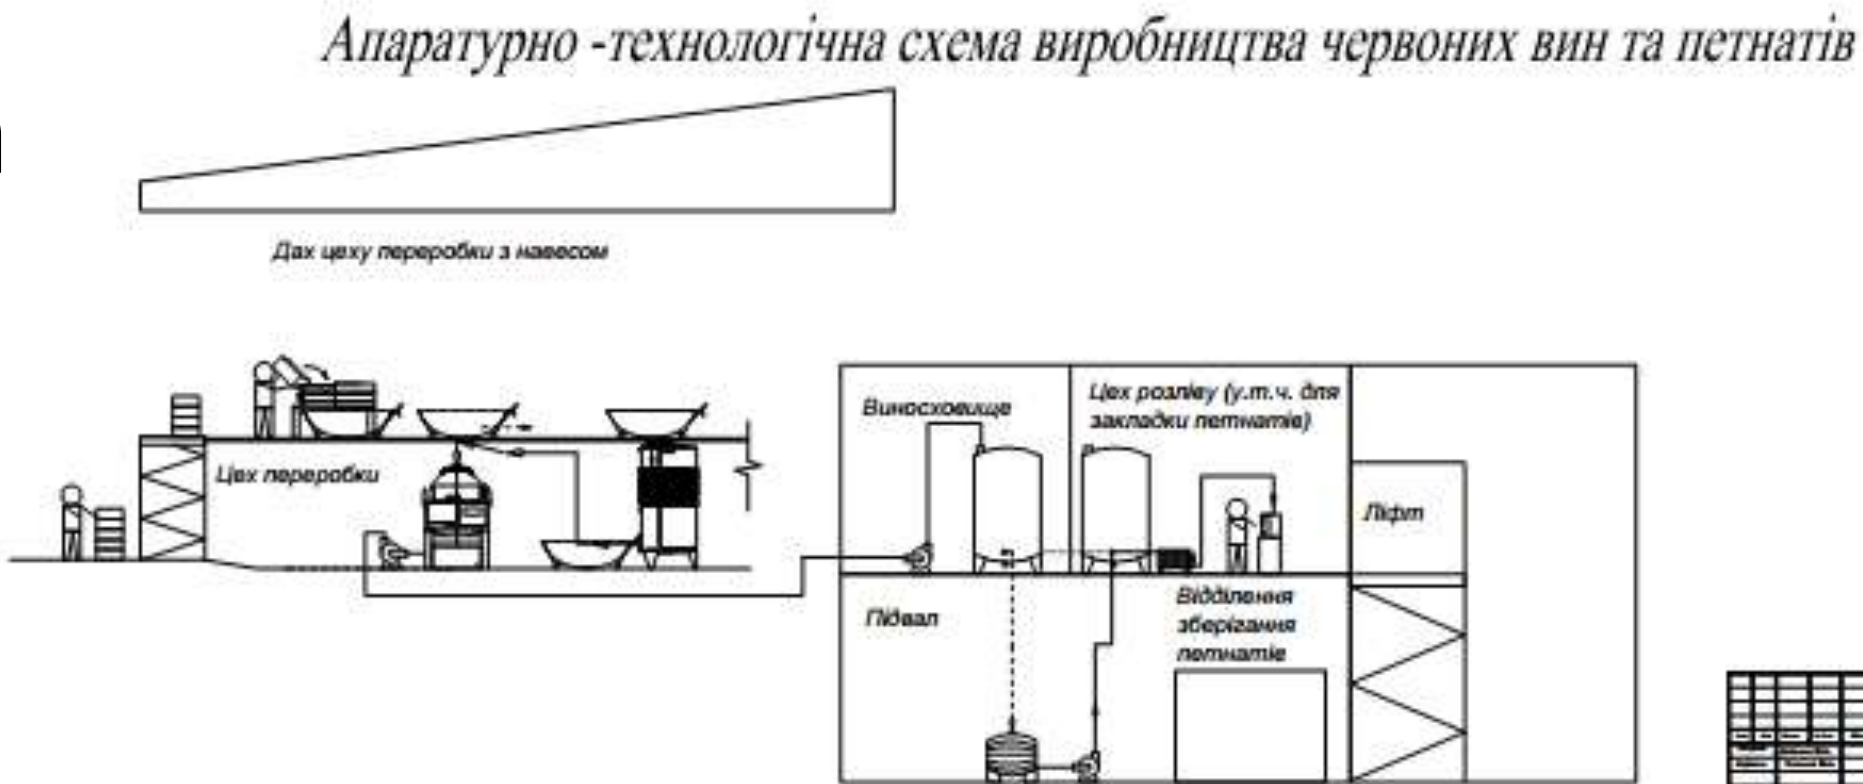 Апаратурно -технологічна схема виробництва червоних вин та петнатів
Дах цеху переробки з навесом
Цех переробки
Виносховище
Цех розливу (у.т.ч. для
закладки петнатів)
Ліфт
Підвал
Відділення
зберігання
петнатів